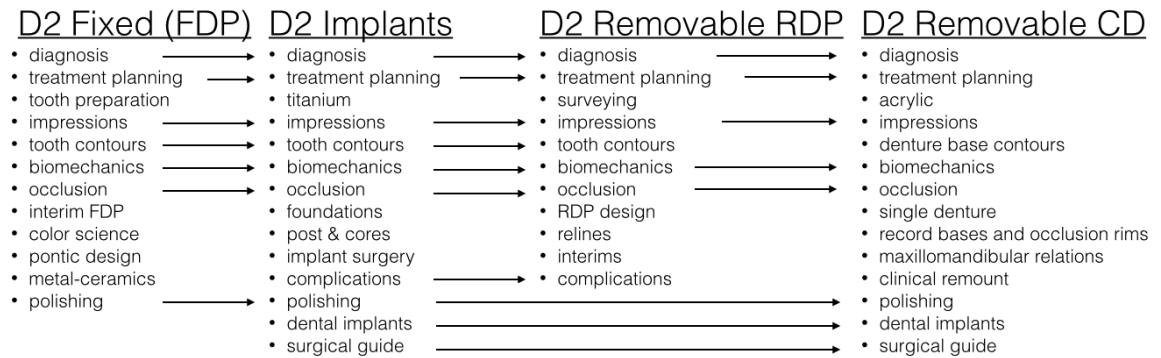 D2 Fixed (FDP)
• diagnosis
• treatment planning
• tooth preparation
• impressions
• tooth contours
• biomechanics
• occlusion
• interim FDP
• color science
• pontic design
• metal-ceramics
• polishing
D2 Implants
• diagnosis
• treatment planning
• titanium
• impressions
• tooth contours
• biomechanics
• occlusion
• foundations
• post & cores
• implant surgery
• complications
• polishing
• dental implants
• surgical guide
D2 Removable RDP
• diagnosis
• treatment planning
• surveying
• impressions
• tooth contours
• biomechanics
• occlusion
• RDP design
• relines
• interims
• complications
D2 Removable CD
• diagnosis
• treatment planning
• acrylic
• impressions
• denture base contours
• biomechanics
• occlusion
• single denture
• record bases and occlusion rims
• maxillomandibular relations
• clinical remount
• polishing
• dental implants
• surgical guide